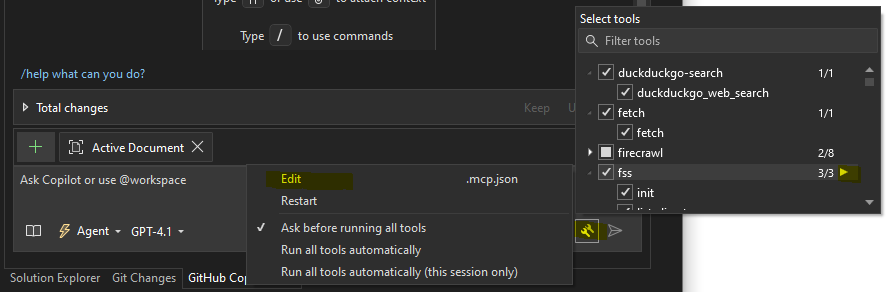 Type # or use @ to attach context
Type / to use commands
/help what can you do?
Total changes
Keep
U
Active Document
Ask Copilot or use @workspace
Agent
GPT-4.1
Edit .mcp.json
Restart
Ask before running all tools
Run all tools automatically
Run all tools automatically (this session only)
Solution Explorer
Git Changes
GitHub Cop
Select tools
Filter tools
duckduckgo-search 1/1
duckduckgo_web_search
fetch 1/1
fetch
firecrawl 2/8
fss 3/3
init